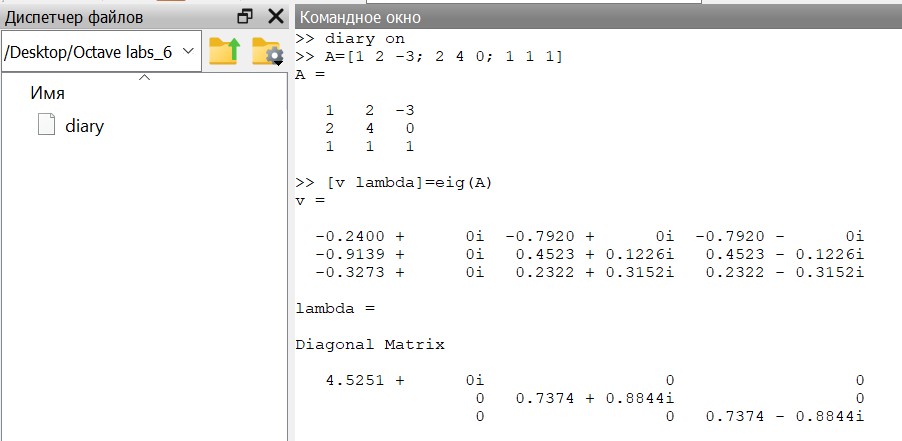 Диспетчер файлов
/Desktop/Octave labs_6
Имя
diary
Командное окно
>> diary on
>> A=[1 2 -3; 2 4 0; 1 1 1]
A =
1 2 -3
2 4 0
1 1 1
>> [v lambda]=eig(A)
v =
-0.2400 + 0i -0.7920 + 0i -0.7920 - 0i
-0.9139 + 0i 0.4523 + 0.1226i 0.4523 - 0.1226i
-0.3273 + 0i 0.2322 + 0.3152i 0.2322 - 0.3152i
lambda =
Diagonal Matrix
4.5251 + 0i 0 0
0 0.7374 + 0.8844i 0
0 0 0.7374 - 0.8844i